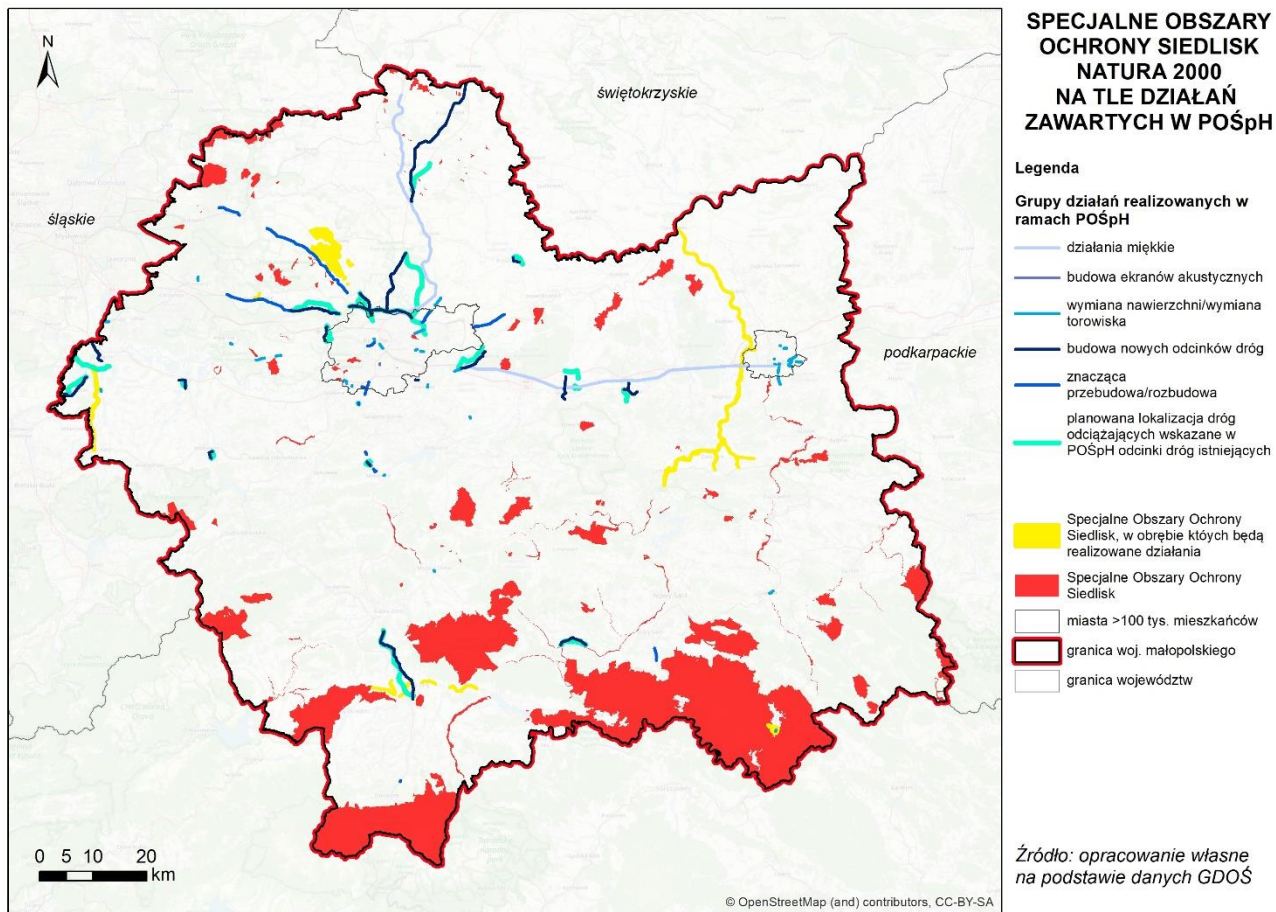 SPECJALNE OBSZARY
OCHRONY SIEDLISK
NATURA 2000
NA TLE DZIAŁAŃ
ZAWARTYCH W POŚpH
Legenda
Grupy działań realizowanych w
ramach POŚpH
działania miękkie
budowa ekranów akustycznych
wymiana nawierzchni/wymiana
torowiska
budowa nowych odcinków dróg
znacząca
przebudowa/rozbudowa
planowana lokalizacja dróg
odciążających wskazane w
POŚpH odcinki dróg istniejących
Specjalne Obszary Ochrony
Siedlisk, w obrębie któych będą
realizowane działania
Specjalne Obszary Ochrony
Siedlisk
miasta >100 tys. mieszkańców
granica woj. małopolskiego
granica województw
Źródło: opracowanie własne
na podstawie danych GDOŚ
N
świętokrzyskie
śląskie
podkarpackie
0 5 10 20
km
© OpenStreetMap (and) contributors, CC-BY-SA